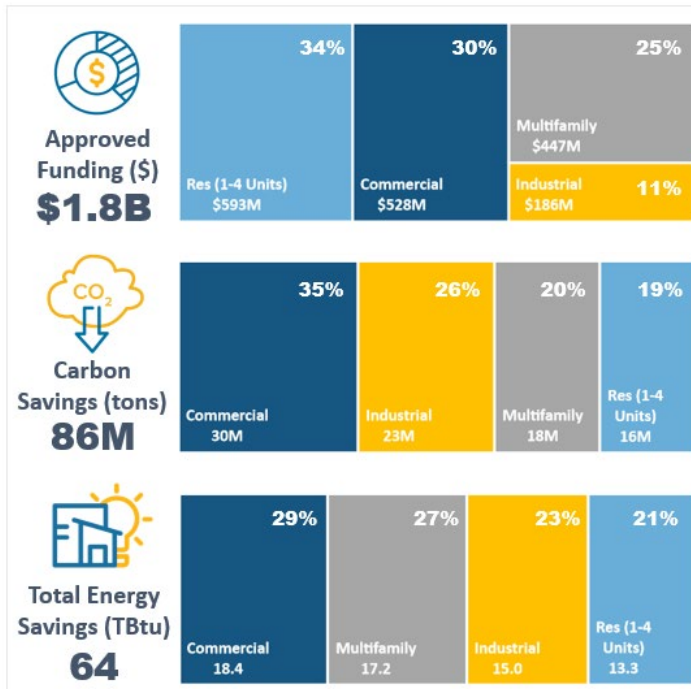 34%
30%
25%
Approved
Funding ($)
$1.8B
Res (1-4 Units)
$593M
Commercial
$528M
Multifamily
$447M
Industrial
$186M
11%
CO2
35%
26%
20%
19%
Carbon
Savings (tons)
86M
Commercial
30M
Industrial
23M
Multifamily
18M
Res (1-4
Units)
16M
29%
27%
23%
21%
Total Energy
Savings (TBtu)
64
Commercial
18.4
Multifamily
17.2
Industrial
15.0
Res (1-4
Units)
13.3